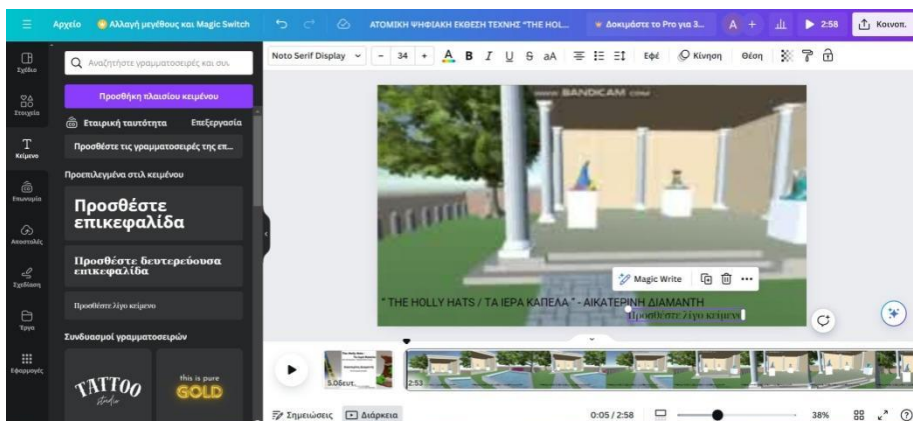 Αρχείο
Αλλαγή μεγέθους και Magic Switch
ΑΤΟΜΙΚΗ ΨΗΦΙΑΚΗ ΕΚΘΕΣΗ ΤΕΧΝΗΣ "THE HOL...
Δοκιμάστε το Pro για 3...
A
+
2:58
Κοινοπ.
Σχέδιο
Στοιχεία
Κείμενο
Επωνυμία
Αποστολές
Σχεδίαση
Έργα
Εφαρμογές
Αναζητήστε γραμματοσειρές και συν
Προσθήκη πλαισίου κειμένου
Εταιρική ταυτότητα
Επεξεργασία
Προσθέστε τις γραμματοσειρές της επ...
Προεπιλεγμένα στιλ κειμένου
Προσθέστε
επικεφαλίδα
Προσθέστε δευτερεύουσα
επικεφαλίδα
Προσθέστε λίγο κείμενο
Συνδυασμοί γραμματοσειρών
TATTOO
studio
this is pure
GOLD
Noto Serif Display
- 34 +
A B I U S aA
Εφέ
Κίνηση
Θέση
BANDICAM
Magic Write
" THE HOLLY HATS / ΤΑ ΙΕΡΑ ΚΑΠΕΛΑ " - ΑΙΚΑΤΕΡΙΝΗ ΔΙΑΜΑΝΤΗ
Προσθέστε λίγο κείμενο
5.0δευτ.
2:53
Σημειώσεις
Διάρκεια
0:05 / 2:58
38%